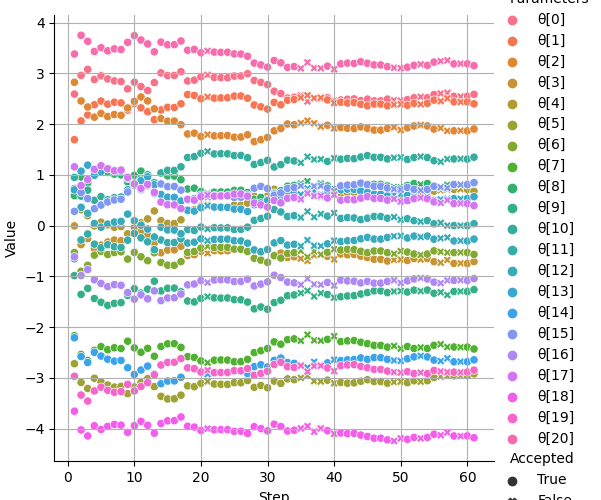 Parameters
θ[0]
θ[1]
θ[2]
θ[3]
θ[4]
θ[5]
θ[6]
θ[7]
θ[8]
θ[9]
θ[10]
θ[11]
θ[12]
θ[13]
θ[14]
θ[15]
θ[16]
θ[17]
θ[18]
θ[19]
θ[20]
Accepted
True
False
4
3
2
1
0
−1
−2
−3
−4
Value
0 10 20 30 40 50 60
Step